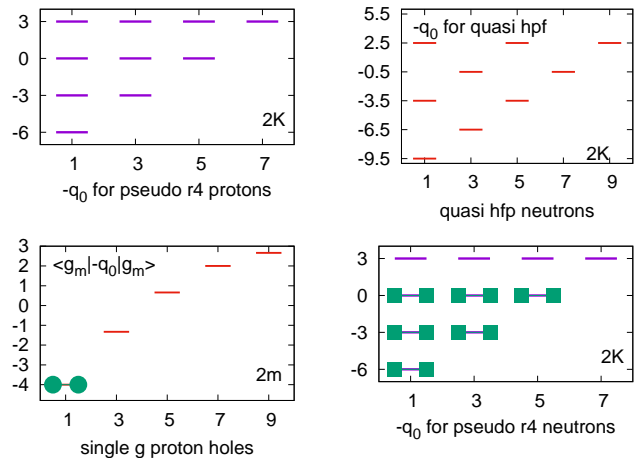 3
0
-3
-6
2K
1 3 5 7
-q0 for pseudo r4 protons
5.5
2.5
-0.5
-3.5
-6.5
-9.5
-q0 for quasi hpf
2K
1 3 5 7 9
quasi hfp neutrons
3
2
1
0
-1
-2
-3
-4
<gm|-q0|gm>
2m
1 3 5 7 9
single g proton holes
3
0
-3
-6
2K
1 3 5 7
-q0 for pseudo r4 neutrons